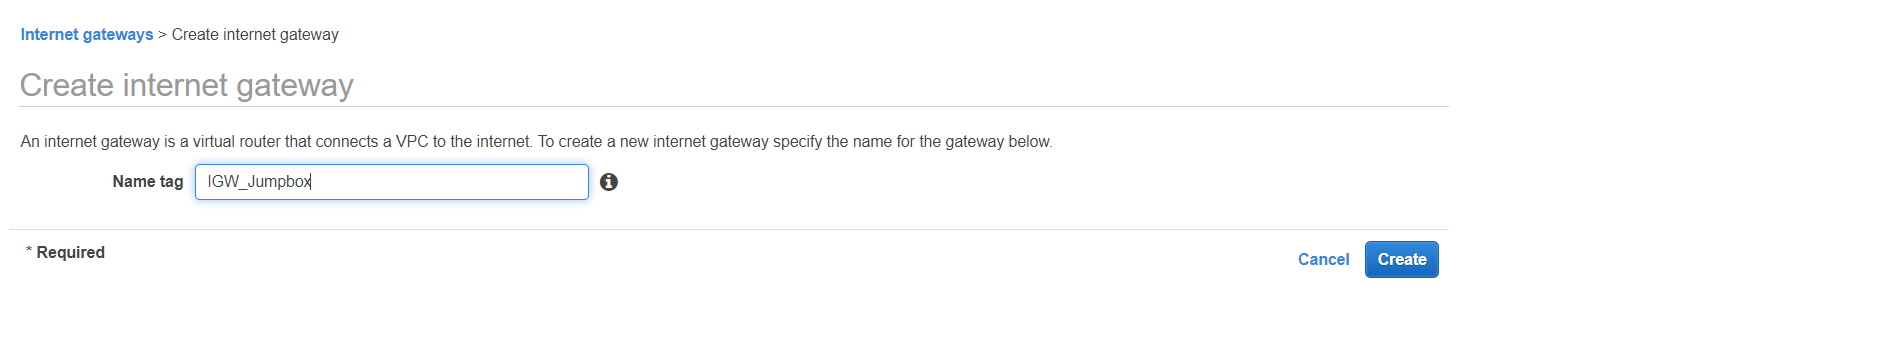 Internet gateways > Create internet gateway
Create internet gateway
An internet gateway is a virtual router that connects a VPC to the internet. To create a new internet gateway specify the name for the gateway below.
Name tag IGW_Jumpbox
* Required
Cancel Create